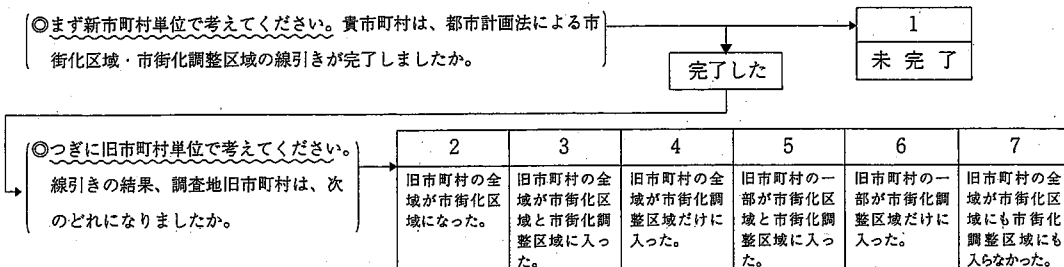 ◎まず新市町村単位で考えてください。貴市町村は、都市計画法による市
街化区域・市街化調整区域の線引きが完了しましたか。
1
未完了
完了した
◎つぎに旧市町村単位で考えてください。
線引きの結果、調査地旧市町村は、次
のどれになりましたか。
2
旧市町村の全
域が市街化区
域になった。
3
旧市町村の全
域が市街化区
域と市街化調
整区域に入っ
た。
4
旧市町村の全
域が市街化調
整区域だけに
入った。
5
旧市町村の一
部が市街化区
域と市街化調
整区域に入っ
た。
6
旧市町村の一
部が市街化調
整区域だけに
入った。
7
旧市町村の全
域が市街化区
域にも市街化
調整区域にも
入らなかった。